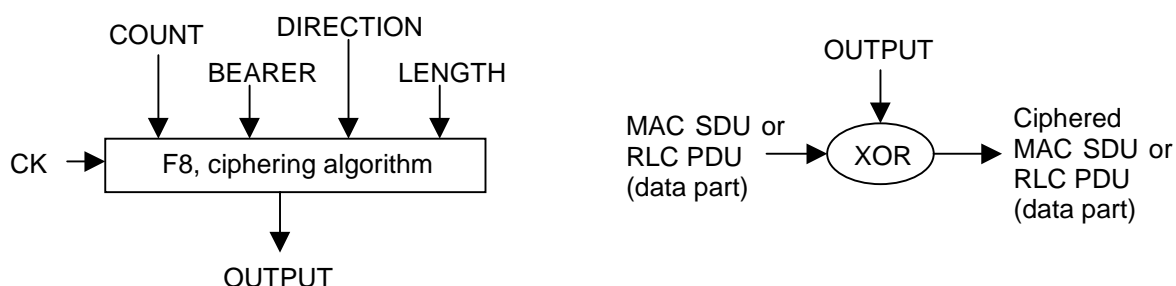 COUNT
DIRECTION
BEARER
LENGTH
CK
F8, ciphering algorithm
OUTPUT
OUTPUT
MAC SDU or
RLC PDU
(data part)
XOR
Ciphered
MAC SDU or
RLC PDU
(data part)